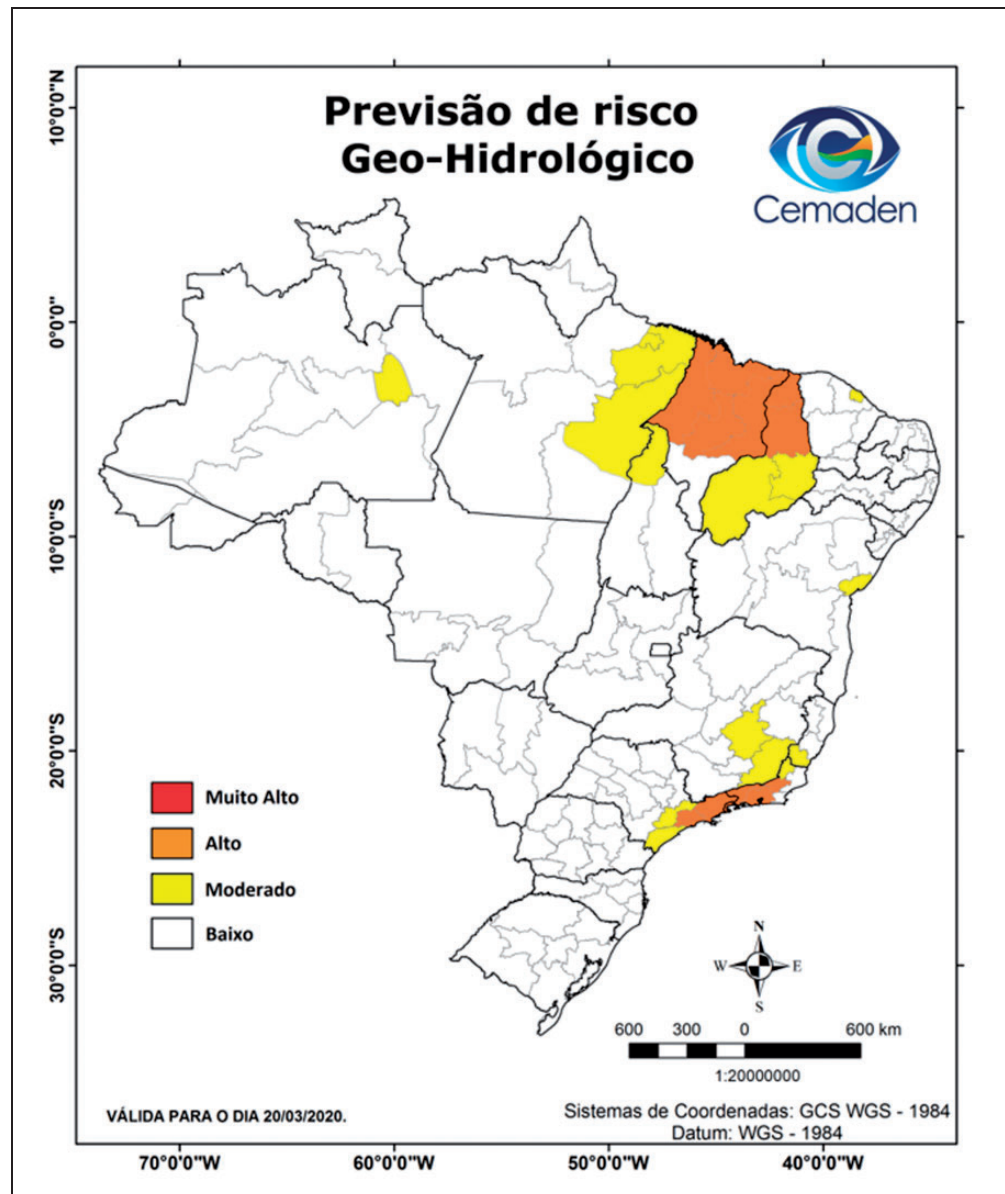 Previsão de risco
Geo-Hidrológico
Cemaden
10°0'0"N
0°0'0"
10°0'0"S
20°0'0"S
30°0'0"S
Muito Alto
Alto
Moderado
Baixo
N
W E
S
600 300 0 600 km
1:20000000
VÁLIDA PARA O DIA 20/03/2020.
Sistemas de Coordenadas: GCS WGS - 1984
Datum: WGS - 1984
70°0'0"W 60°0'0"W 50°0'0"W 40°0'0"W